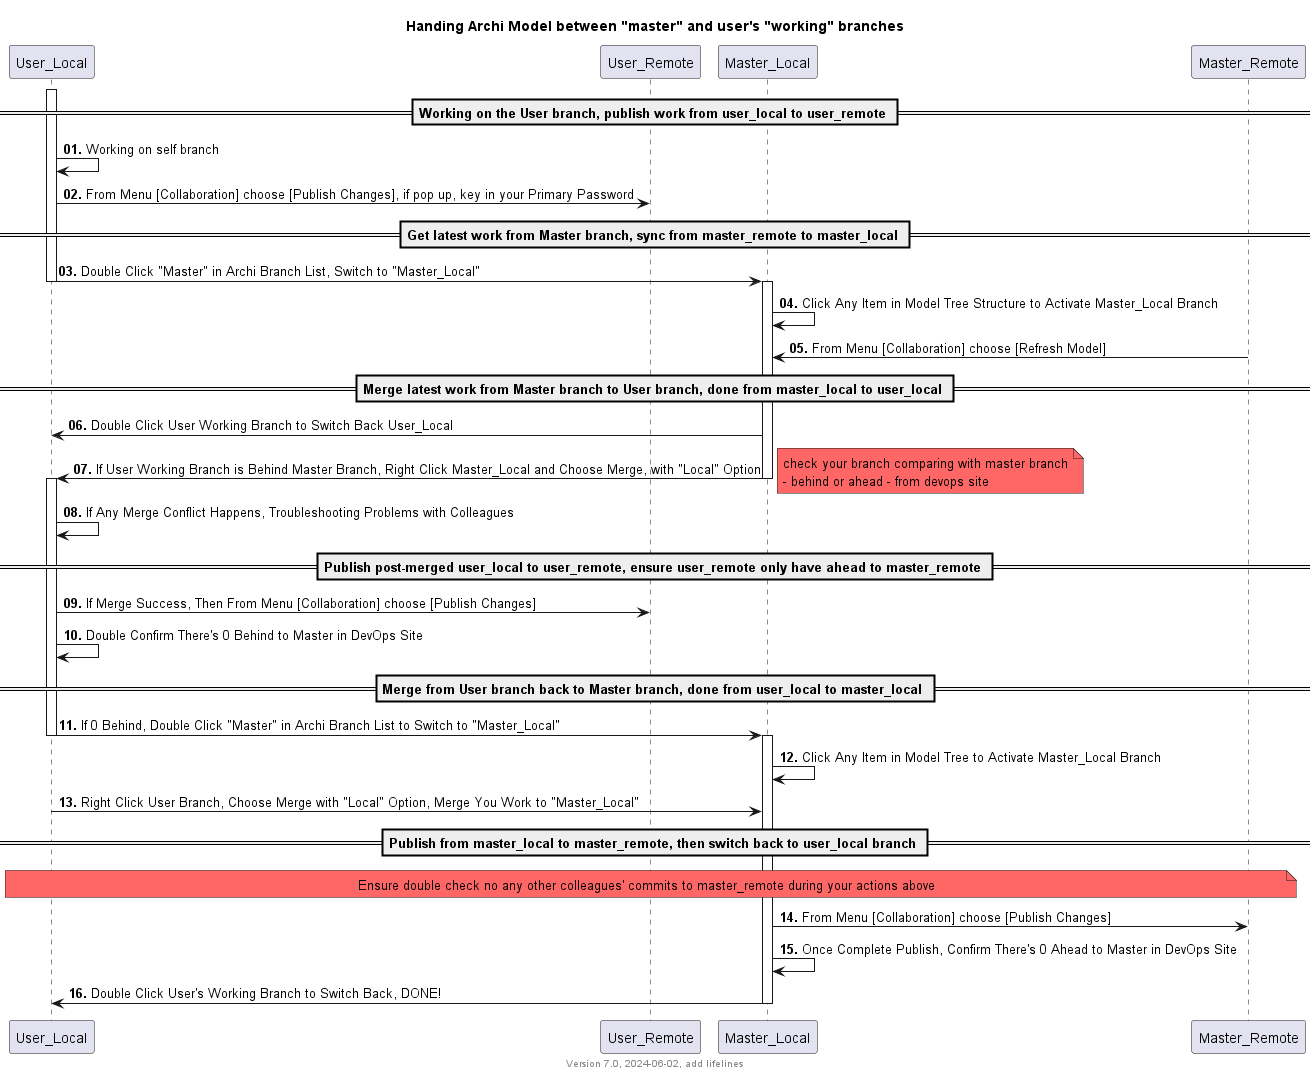 Handing Archi Model between "master" and user's "working" branches
User_Local
User_Remote
Master_Local
Master_Remote
Working on the User branch, publish work from user_local to user_remote
01. Working on self branch
02. From Menu [Collaboration] choose [Publish Changes], if pop up, key in your Primary Password
Get latest work from Master branch, sync from master_remote to master_local
03. Double Click "Master" in Archi Branch List, Switch to "Master_Local"
04. Click Any Item in Model Tree Structure to Activate Master_Local Branch
05. From Menu [Collaboration] choose [Refresh Model]
Merge latest work from Master branch to User branch, done from master_local to user_local
06. Double Click User Working Branch to Switch Back User_Local
07. If User Working Branch is Behind Master Branch, Right Click Master_Local and Choose Merge, with "Local" Option
check your branch comparing with master branch
- behind or ahead - from devops site
08. If Any Merge Conflict Happens, Troubleshooting Problems with Colleagues
Publish post-merged user_local to user_remote, ensure user_remote only have ahead to master_remote
09. If Merge Success, Then From Menu [Collaboration] choose [Publish Changes]
10. Double Confirm There's 0 Behind to Master in DevOps Site
Merge from User branch back to Master branch, done from user_local to master_local
11. If 0 Behind, Double Click "Master" in Archi Branch List to Switch to "Master_Local"
12. Click Any Item in Model Tree to Activate Master_Local Branch
13. Right Click User Branch, Choose Merge with "Local" Option, Merge You Work to "Master_Local"
Publish from master_local to master_remote, then switch back to user_local branch
Ensure double check no any other colleagues' commits to master_remote during your actions above
14. From Menu [Collaboration] choose [Publish Changes]
15. Once Complete Publish, Confirm There's 0 Ahead to Master in DevOps Site
16. Double Click User's Working Branch to Switch Back, DONE!
User_Local
User_Remote
Master_Local
Master_Remote
Version 7.0, 2024-06-02, add lifelines